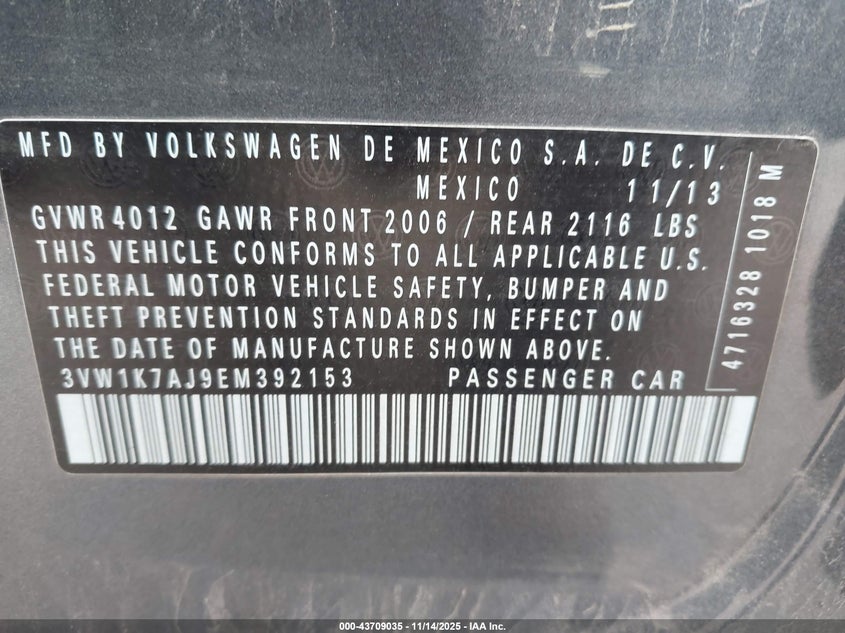 MFD BY VOLKSWAGEN DE MEXICO S.A. DE C.V.
MEXICO 11/13
GVWR 4012 GAWR FRONT 2006 / REAR 2116 LBS
THIS VEHICLE CONFORMS TO ALL APPLICABLE U.S.
FEDERAL MOTOR VEHICLE SAFETY, BUMPER AND
THEFT PREVENTION STANDARDS IN EFFECT ON
THE DATE OF MANUFACTURE SHOWN ABOVE.
3VW1K7AJ9EM392153 PASSENGER CAR
4716328 1018 M
000-43709035 - 11/14/2025 - IAA Inc.